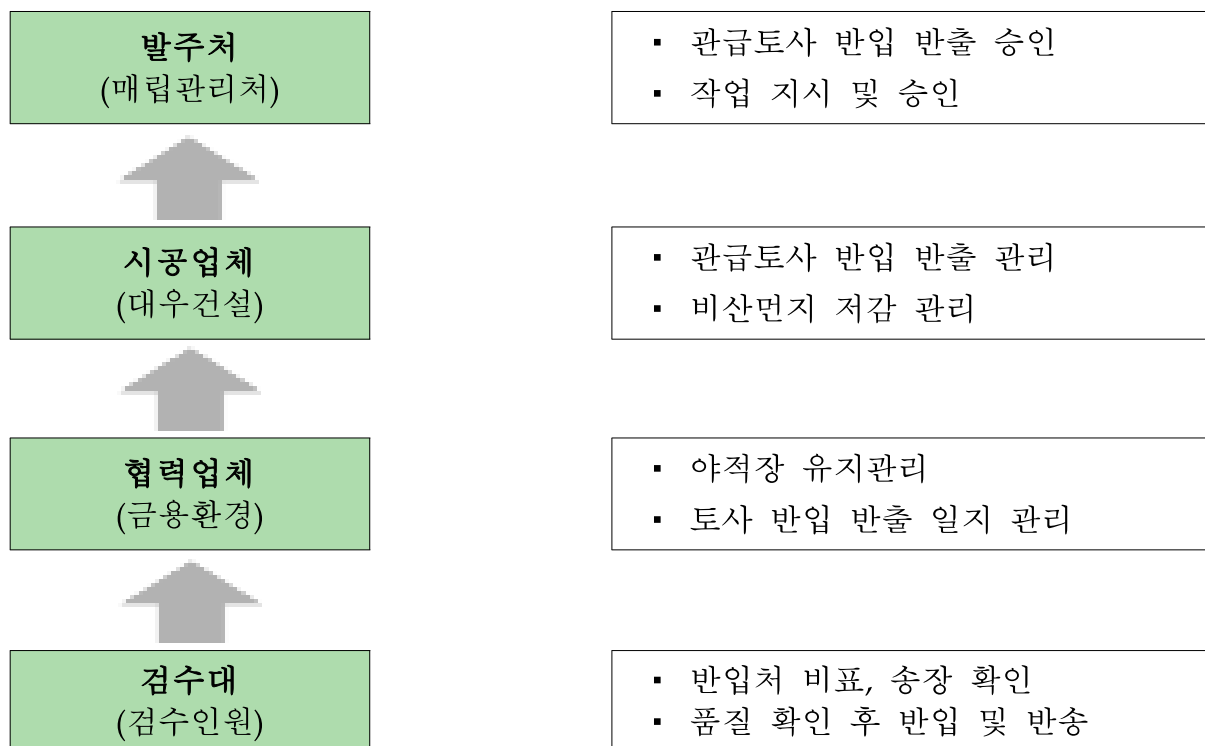 발주처
(매립관리처)
▪ 관급토사 반입 반출 승인
▪ 작업 지시 및 승인
시공업체
(대우건설)
▪ 관급토사 반입 반출 관리
▪ 비산먼지 저감 관리
협력업체
(금용환경)
▪ 야적장 유지관리
▪ 토사 반입 반출 일지 관리
검수대
(검수인원)
▪ 반입처 비표, 송장 확인
▪ 품질 확인 후 반입 및 반송